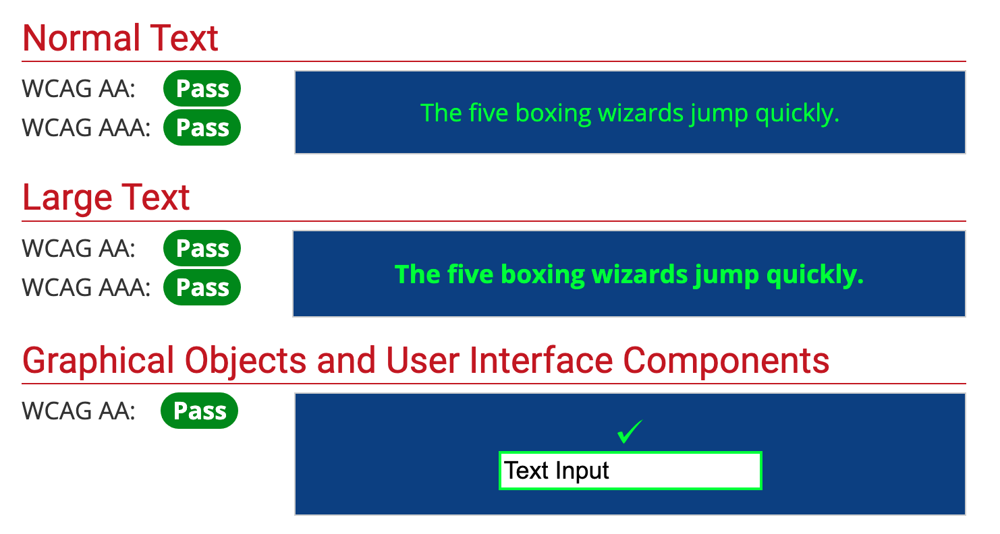 Normal Text
WCAG AA: Pass
The five boxing wizards jump quickly.
WCAG AAA: Pass
Large Text
WCAG AA: Pass
The five boxing wizards jump quickly.
WCAG AAA: Pass
Graphical Objects and User Interface Components
WCAG AA: Pass
✓
Text Input